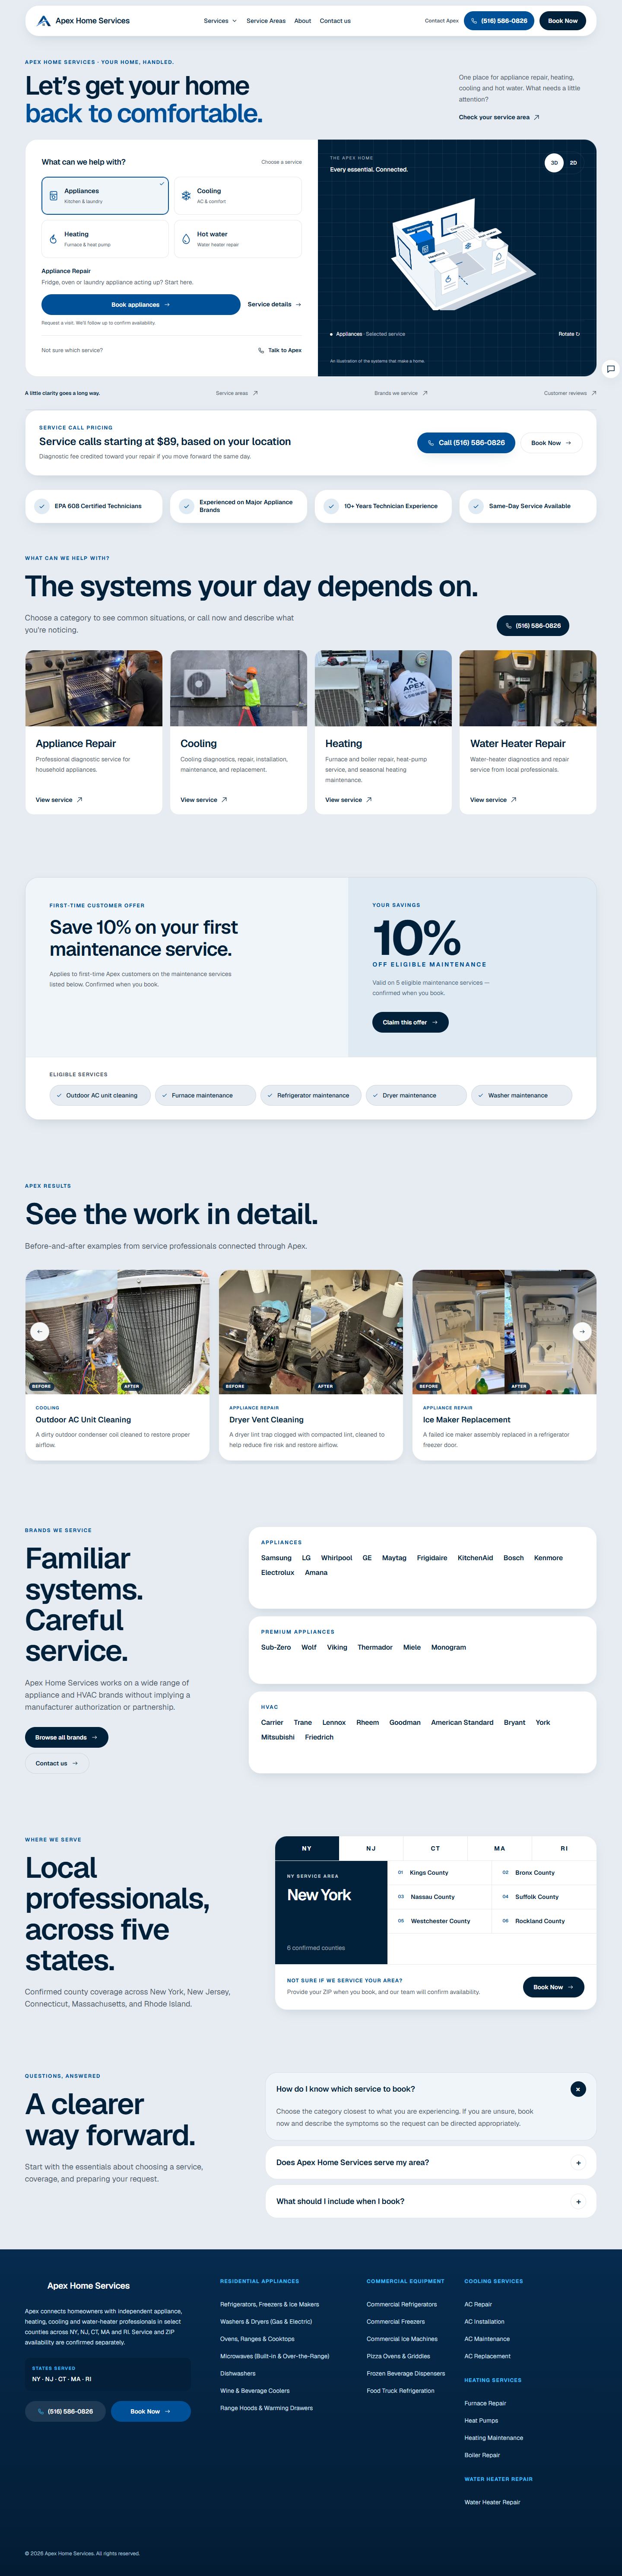 Apex Home Services
Services
Service Areas
About
Contact us
Contact Apex
(516) 586-0826
Book Now
APEX HOME SERVICES · YOUR HOME, HANDLED.
Let's get your home
back to comfortable.
One place for appliance repair, heating,
cooling and hot water. What needs a little
attention?
Check your service area
What can we help with?
Choose a service
Appliances
Kitchen & laundry
Cooling
AC & comfort
Heating
Furnace & heat pump
Hot water
Water heater repair
Appliance Repair
Fridge, oven or laundry appliance acting up? Start here.
Book appliances
Service details
Request a visit. We'll follow up to confirm availability.
Not sure which service?
Talk to Apex
THE APEX HOME
Every essential. Connected.
3D
2D
Appliances · Selected service
Rotate
An illustration of the systems that make a home.
A little clarity goes a long way.
Service areas
Brands we service
Customer reviews
SERVICE CALL PRICING
Service calls starting at $89, based on your location
Diagnostic fee credited toward your repair if you move forward the same day.
Call (516) 586-0826
Book Now
EPA 608 Certified Technicians
Experienced on Major Appliance
Brands
10+ Years Technician Experience
Same-Day Service Available
WHAT CAN WE HELP WITH?
The systems your day depends on.
Choose a category to see common situations, or call now and describe what
you're noticing.
(516) 586-0826
APEX
Appliance Repair
Professional diagnostic service for
household appliances.
View service
Cooling
Cooling diagnostics, repair, installation,
maintenance, and replacement.
View service
Heating
Furnace and boiler repair, heat-pump
service, and seasonal heating
maintenance.
View service
Water Heater Repair
Water-heater diagnostics and repair
service from local professionals.
View service
FIRST-TIME CUSTOMER OFFER
Save 10% on your first
maintenance service.
Applies to first-time Apex customers on the maintenance services
listed below. Confirmed when you book.
YOUR SAVINGS
10%
OFF ELIGIBLE MAINTENANCE
Valid on 5 eligible maintenance services —
confirmed when you book.
Claim this offer
ELIGIBLE SERVICES
Outdoor AC unit cleaning
Furnace maintenance
Refrigerator maintenance
Dryer maintenance
Washer maintenance
APEX RESULTS
See the work in detail.
Before-and-after examples from service professionals connected through Apex.
BEFORE
AFTER
BEFORE
AFTER
BEFORE
AFTER
COOLING
Outdoor AC Unit Cleaning
A dirty outdoor condenser coil cleaned to restore proper
airflow.
APPLIANCE REPAIR
Dryer Vent Cleaning
A dryer lint trap clogged with compacted lint, cleaned to
help reduce fire risk and restore airflow.
APPLIANCE REPAIR
Ice Maker Replacement
A failed ice maker assembly replaced in a refrigerator
freezer door.
BRANDS WE SERVICE
Familiar
systems.
Careful
service.
Apex Home Services works on a wide range of
appliance and HVAC brands without implying a
manufacturer authorization or partnership.
Browse all brands
Contact us
APPLIANCES
Samsung LG Whirlpool GE Maytag Frigidaire KitchenAid Bosch Kenmore
Electrolux Amana
PREMIUM APPLIANCES
Sub-Zero Wolf Viking Thermador Miele Monogram
HVAC
Carrier Trane Lennox Rheem Goodman American Standard Bryant York
Mitsubishi Friedrich
WHERE WE SERVE
Local
professionals,
across five
states.
Confirmed county coverage across New York, New Jersey,
Connecticut, Massachusetts, and Rhode Island.
NY NJ CT MA RI
NY SERVICE AREA
New York
6 confirmed counties
01 Kings County
02 Bronx County
03 Nassau County
04 Suffolk County
05 Westchester County
06 Rockland County
NOT SURE IF WE SERVICE YOUR AREA?
Provide your ZIP when you book, and our team will confirm availability.
Book Now
QUESTIONS, ANSWERED
A clearer
way forward.
Start with the essentials about choosing a service,
coverage, and preparing your request.
How do I know which service to book?
Choose the category closest to what you are experiencing. If you are unsure, book
now and describe the symptoms so the request can be directed appropriately.
Does Apex Home Services serve my area?
What should I include when I book?
Apex Home Services
Apex connects homeowners with independent appliance,
heating, cooling and water-heater professionals in select
counties across NY, NJ, CT, MA and RI. Service and ZIP
availability are confirmed separately.
STATES SERVED
NY · NJ · CT · MA · RI
(516) 586-0826
Book Now
RESIDENTIAL APPLIANCES
Refrigerators, Freezers & Ice Makers
Washers & Dryers (Gas & Electric)
Ovens, Ranges & Cooktops
Microwaves (Built-in & Over-the-Range)
Dishwashers
Wine & Beverage Coolers
Range Hoods & Warming Drawers
COMMERCIAL EQUIPMENT
Commercial Refrigerators
Commercial Freezers
Commercial Ice Machines
Pizza Ovens & Griddles
Frozen Beverage Dispensers
Food Truck Refrigeration
COOLING SERVICES
AC Repair
AC Installation
AC Maintenance
AC Replacement
HEATING SERVICES
Furnace Repair
Heat Pumps
Heating Maintenance
Boiler Repair
WATER HEATER REPAIR
Water Heater Repair
© 2026 Apex Home Services. All rights reserved.